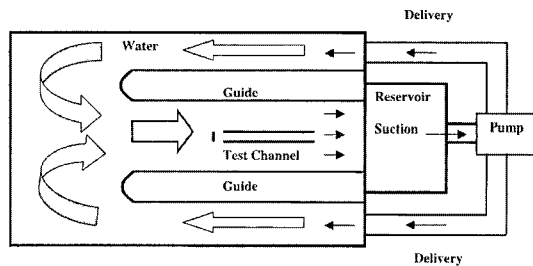 Delivery
Water
Guide
Reservoir
Suction
Pump
Test Channel
Guide
Delivery